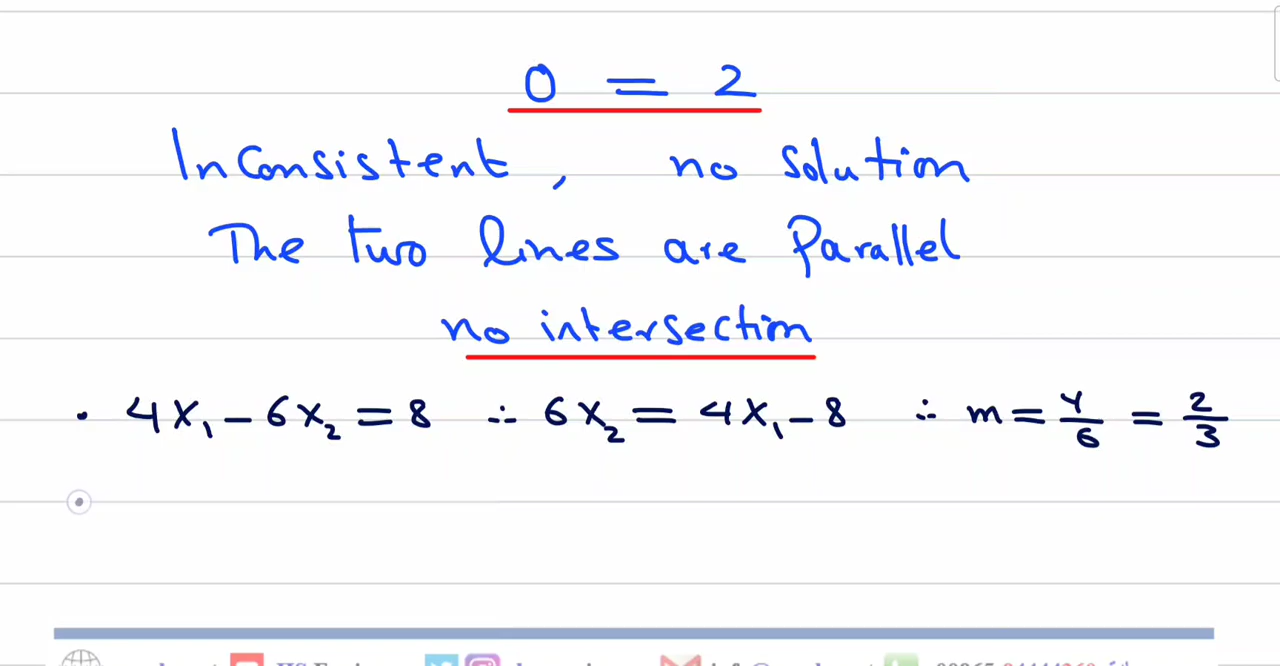 0 = 2
Inconsistent, no solution
The two lines are Parallel
no intersection
• 4x₁ − 6x₂ = 8 ∴ 6x₂ = 4x₁ − 8 ∴ m = 4/6 = 2/3